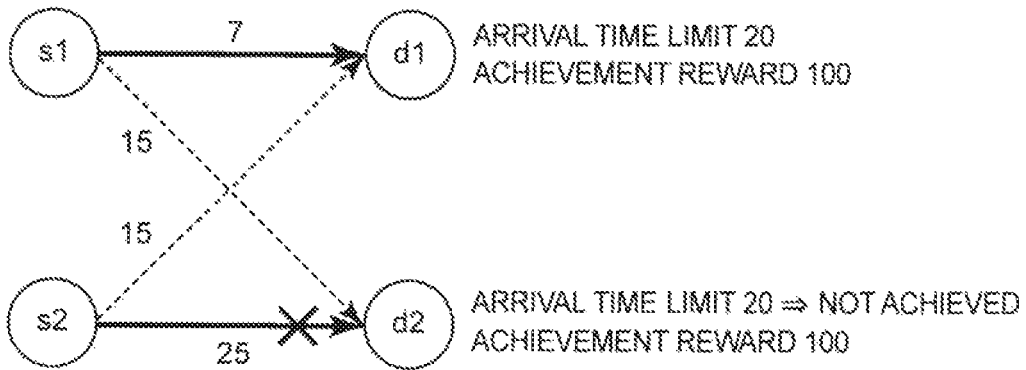 s1
7
d1
ARRIVAL TIME LIMIT 20
ACHIEVEMENT REWARD 100
15
15
s2
25
d2
ARRIVAL TIME LIMIT 20 ⇒ NOT ACHIEVED
ACHIEVEMENT REWARD 100